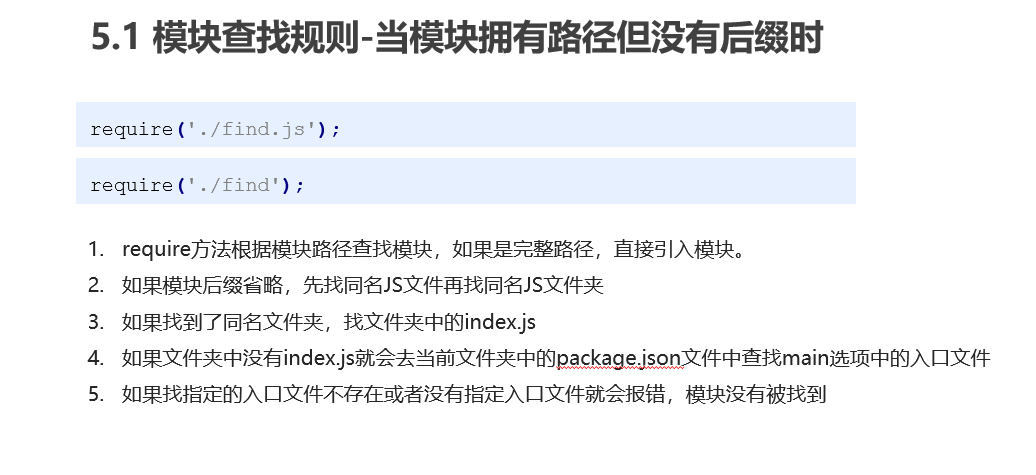 5.1 模块查找规则-当模块拥有路径但没有后缀时
require('./find.js');
require('./find');
1. require方法根据模块路径查找模块，如果是完整路径，直接引入模块。
2. 如果模块后缀省略，先找同名JS文件再找同名JS文件夹
3. 如果找到了同名文件夹，找文件夹中的index.js
4. 如果文件夹中没有index.js就会去当前文件夹中的package.json文件中查找main选项中的入口文件
5. 如果找指定的入口文件不存在或者没有指定入口文件就会报错，模块没有被找到